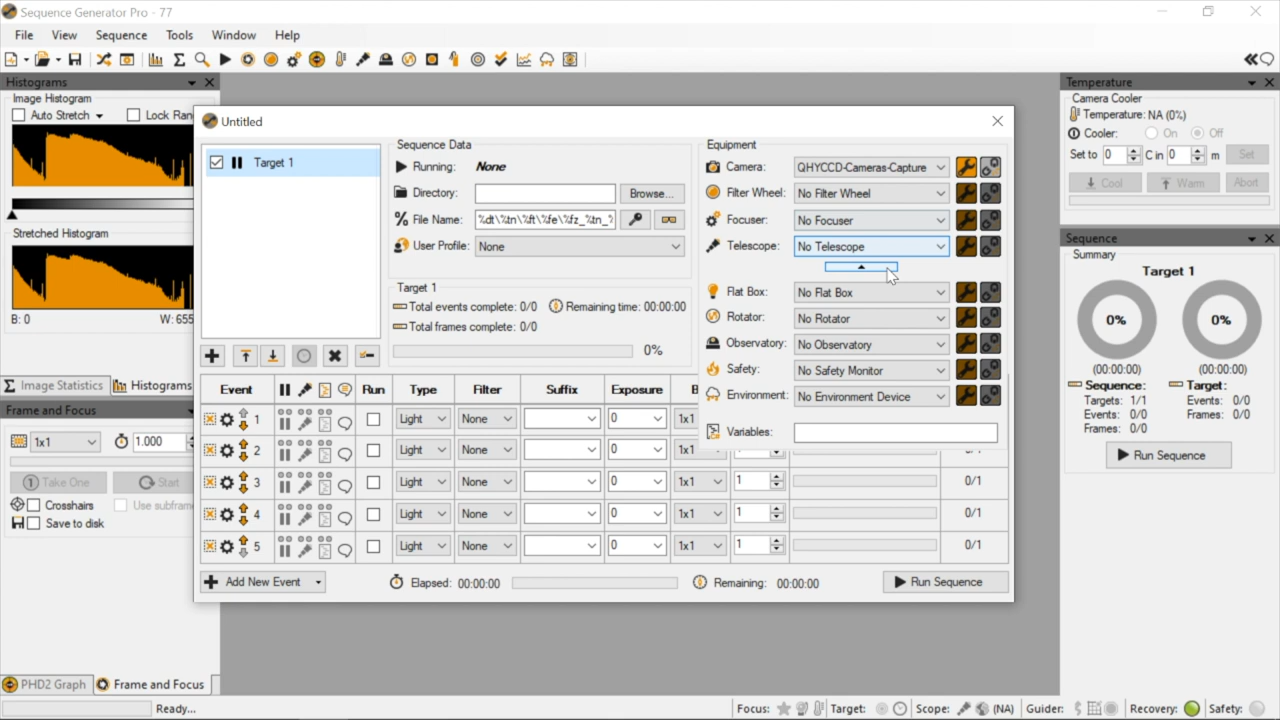 Sequence Generator Pro - 77
File View Sequence Tools Window Help
Histograms
Image Histogram
Auto Stretch Lock Ran
Stretched Histogram
B: 0 W: 655
Image Statistics Histograms
Frame and Focus
1x1 1.000
Take One Start
Crosshairs Use subfram
Save to disk
PHD2 Graph Frame and Focus
Untitled
Target 1
Sequence Data
Running: None
Directory: Browse...
File Name: %dt\%tn\%ft\%fe\%fz_%tn_%
User Profile: None
Target 1
Total events complete: 0/0 Remaining time: 00:00:00
Total frames complete: 0/0
0%
Equipment
Camera: QHYCCD-Cameras-Capture
Filter Wheel: No Filter Wheel
Focuser: No Focuser
Telescope: No Telescope
Flat Box: No Flat Box
Rotator: No Rotator
Observatory: No Observatory
Safety: No Safety Monitor
Environment: No Environment Device
Variables:
Event Run Type Filter Suffix Exposure B
1 Light None 0 1x1
2 Light None 0 1x1
3 Light None 0 1x1 1 0/1
4 Light None 0 1x1 1 0/1
5 Light None 0 1x1 1 0/1
Add New Event Elapsed: 00:00:00 Remaining: 00:00:00 Run Sequence
Temperature
Camera Cooler
Temperature: NA (0%)
Cooler: On Off
Set to 0 C in 0 m Set
Cool Warm Abort
Sequence
Summary
Target 1
0% 0%
(00:00:00) (00:00:00)
Sequence: Target:
Targets: 1/1 Events: 0/0
Events: 0/0 Frames: 0/0
Frames: 0/0
Run Sequence
Ready... Focus: Target: Scope: (NA) Guider: Recovery: Safety: